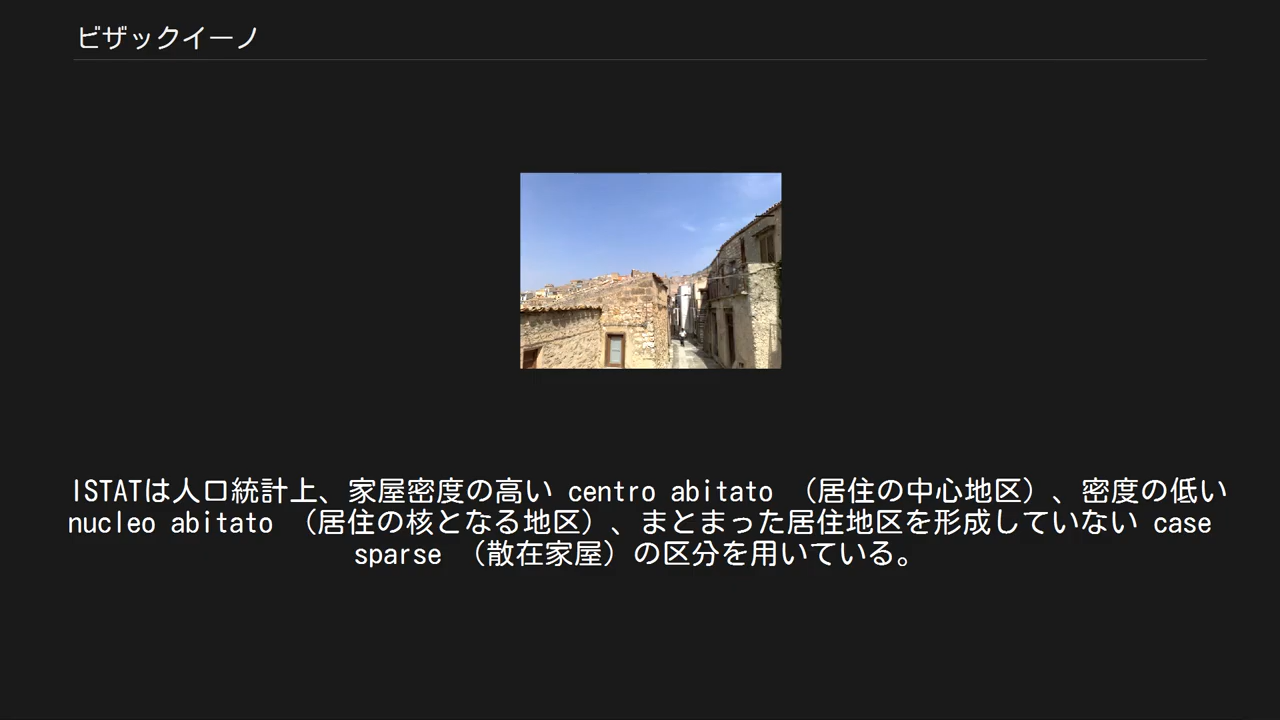 ビザックイーノ
ISTATは人口統計上、家屋密度の高い centro abitato （居住の中心地区）、密度の低い
nucleo abitato （居住の核となる地区）、まとまった居住地区を形成していない case
sparse （散在家屋）の区分を用いている。